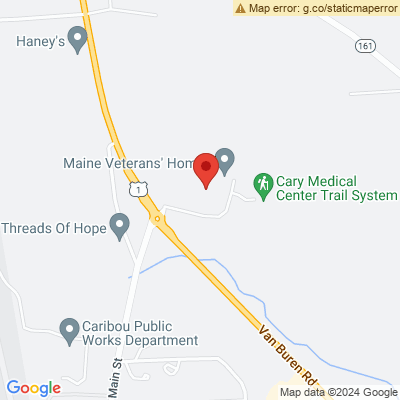 Map error: g.co/staticmaperror
Haney's
161
Maine Veterans' Hom
1
Cary Medical
Center Trail System
Threads Of Hope
Caribou Public
Works Department
Van Buren Rd
Main St
Google
Map data ©2024 Google